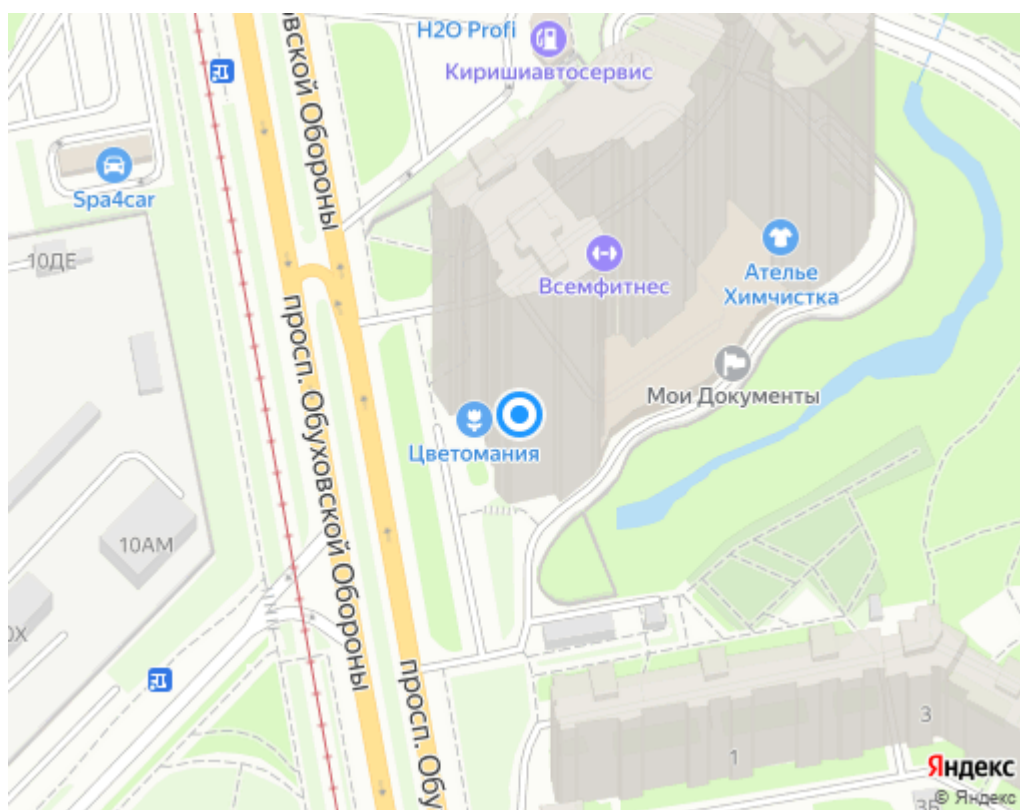 H2O Profi
Киришиавтосервис
вской Обороны
Spa4car
10ДЕ
Всемфитнес
Ателье
Химчистка
просп. Обуховской Обороны
Мои Документы
Цветомания
10АМ
просп. Обу
3
1
Яндекс
© Яндекс